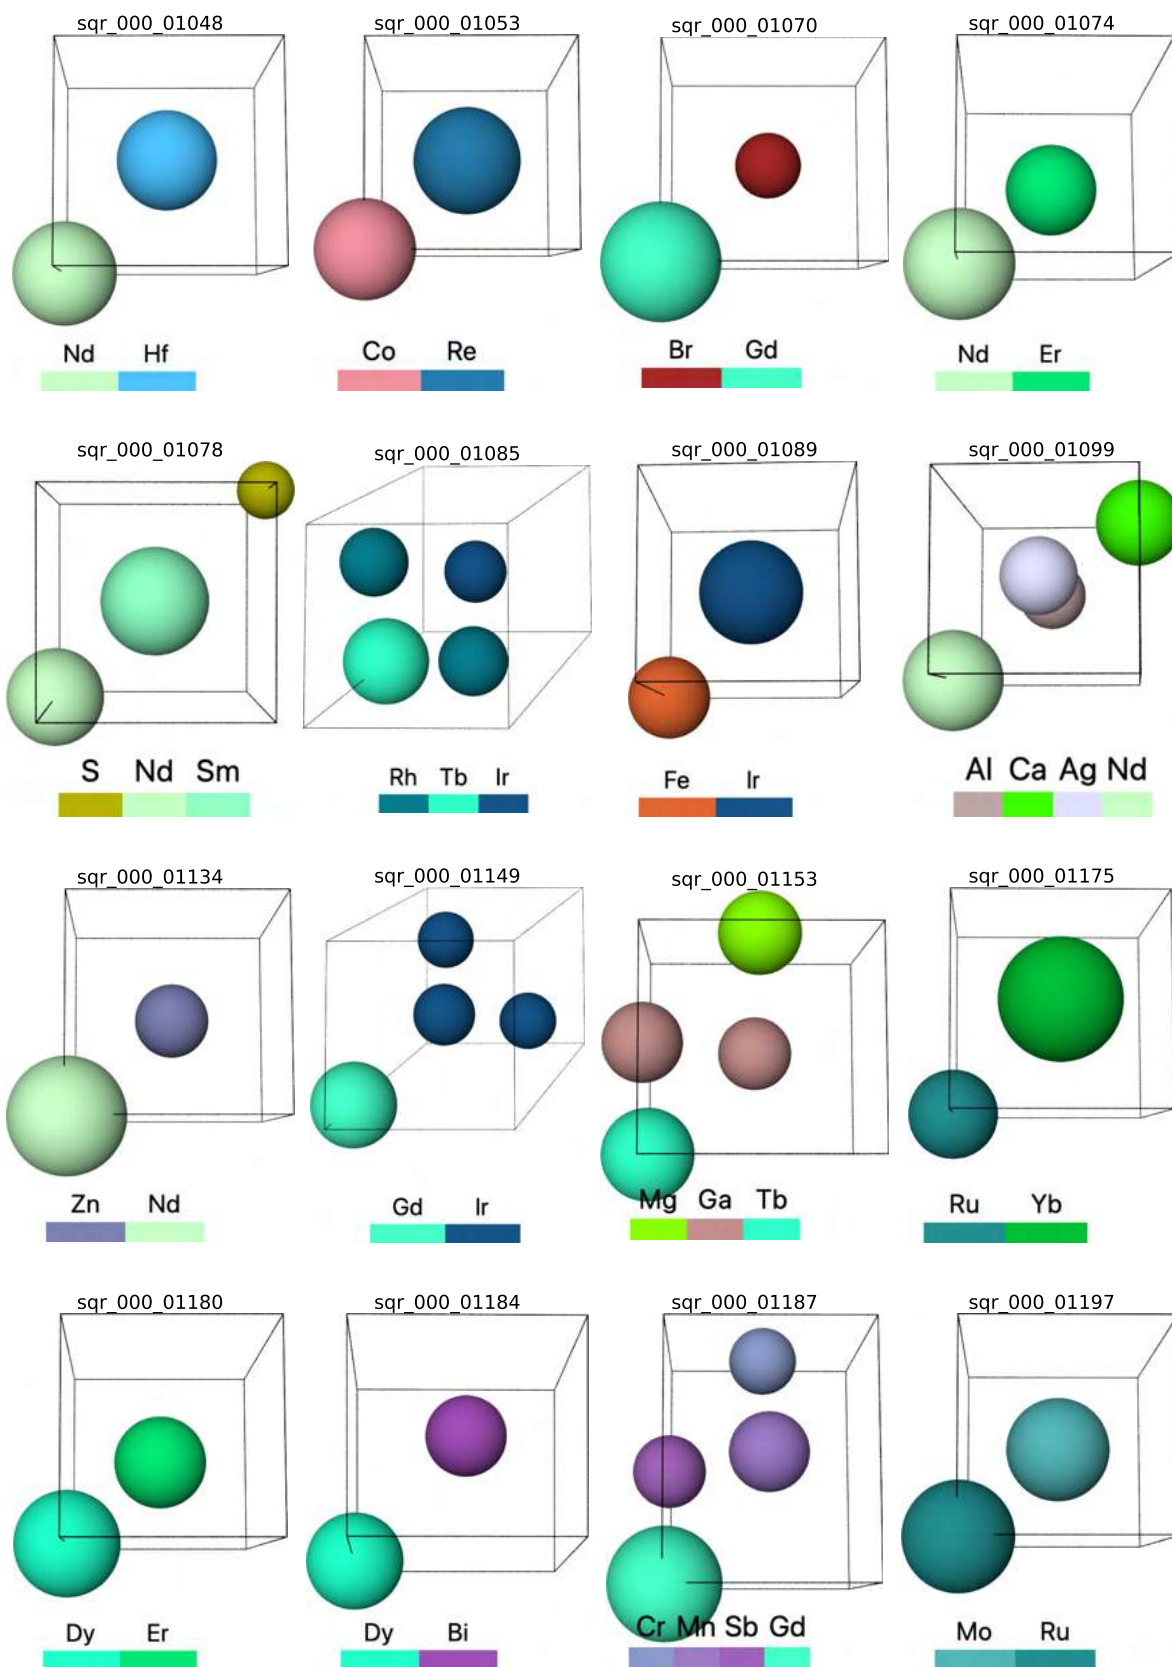 sqr_000_01048 sqr_000_01053 sqr_000_01070 sqr_000_01074
Nd Hf Co Re Br Gd Nd Er
sqr_000_01078 sqr_000_01085 sqr_000_01089 sqr_000_01099
S Nd Sm Rh Tb Ir Fe Ir Al Ca Ag Nd
sqr_000_01134 sqr_000_01149 sqr_000_01153 sqr_000_01175
Zn Nd Gd Ir Mg Ga Tb Ru Yb
sqr_000_01180 sqr_000_01184 sqr_000_01187 sqr_000_01197
Dy Er Dy Bi Cr Mn Sb Gd Mo Ru